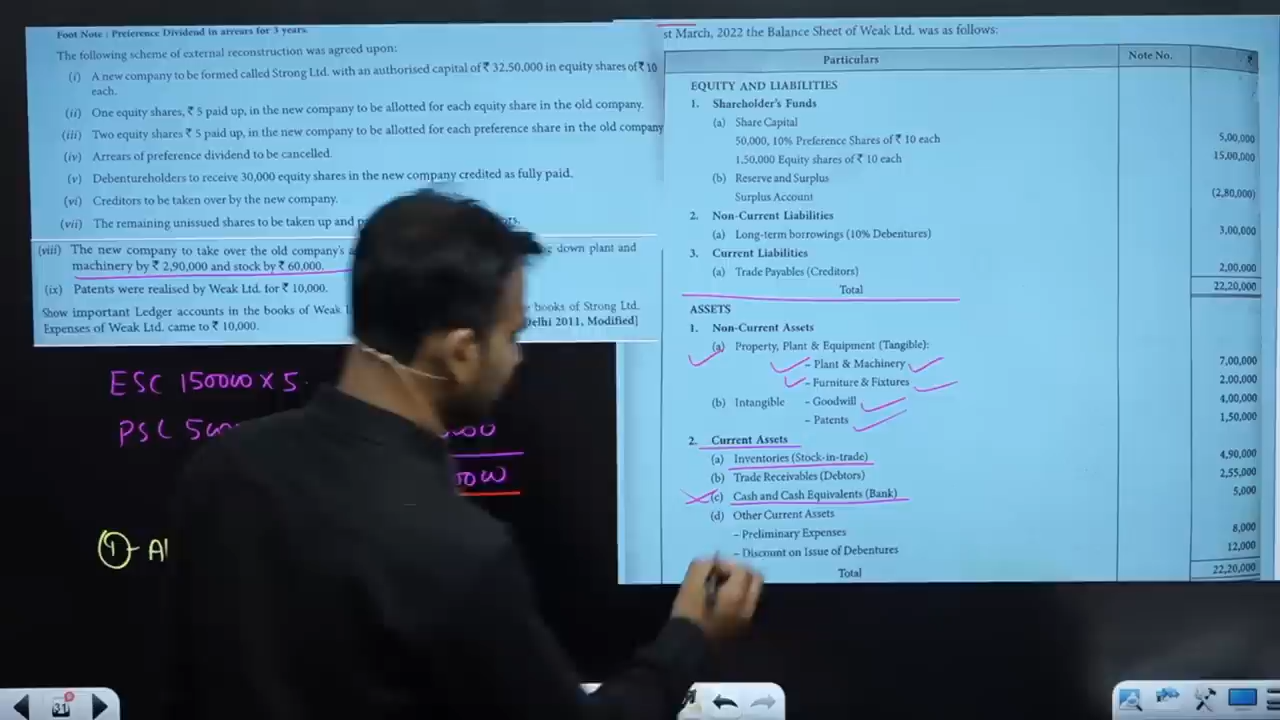 Foot Note : Preference Dividend in arrears for 3 years.
The following scheme of external reconstruction was agreed upon:
(i) A new company to be formed called Strong Ltd. with an authorised capital of ₹ 32,50,000 in equity shares of ₹ 10
each.
(ii) One equity shares, ₹ 5 paid up, in the new company to be allotted for each equity share in the old company.
(iii) Two equity shares ₹ 5 paid up, in the new company to be allotted for each preference share in the old company
(iv) Arrears of preference dividend to be cancelled.
(v) Debentureholders to receive 30,000 equity shares in the new company credited as fully paid.
(vi) Creditors to be taken over by the new company.
(vii) The remaining unissued shares to be taken up and
(viii) The new company to take over the old company's down plant and
machinery by ₹ 2,90,000 and stock by ₹ 60,000.
(ix) Patents were realised by Weak Ltd. for ₹ 10,000.
Show important Ledger accounts in the books of Weak books of Strong Ltd.
Expenses of Weak Ltd. came to ₹ 10,000. Delhi 2011, Modified]
ESC 150000 X 5
PSC
1 - A
st March, 2022 the Balance Sheet of Weak Ltd. was as follows:
Particulars Note No. ₹
EQUITY AND LIABILITIES
1. Shareholder's Funds
(a) Share Capital
50,000, 10% Preference Shares of ₹ 10 each 5,00,000
1,50,000 Equity shares of ₹ 10 each 15,00,000
(b) Reserve and Surplus
Surplus Account (2,80,000)
2. Non-Current Liabilities
(a) Long-term borrowings (10% Debentures) 3,00,000
3. Current Liabilities
(a) Trade Payables (Creditors) 2,00,000
Total 22,20,000
ASSETS
1. Non-Current Assets
(a) Property, Plant & Equipment (Tangible):
– Plant & Machinery 7,00,000
– Furniture & Fixtures 2,00,000
(b) Intangible – Goodwill 4,00,000
– Patents 1,50,000
2. Current Assets
(a) Inventories (Stock-in-trade) 4,90,000
(b) Trade Receivables (Debtors) 2,55,000
(c) Cash and Cash Equivalents (Bank) 5,000
(d) Other Current Assets
– Preliminary Expenses 8,000
– Discount on Issue of Debentures 12,000
Total 22,20,000
31